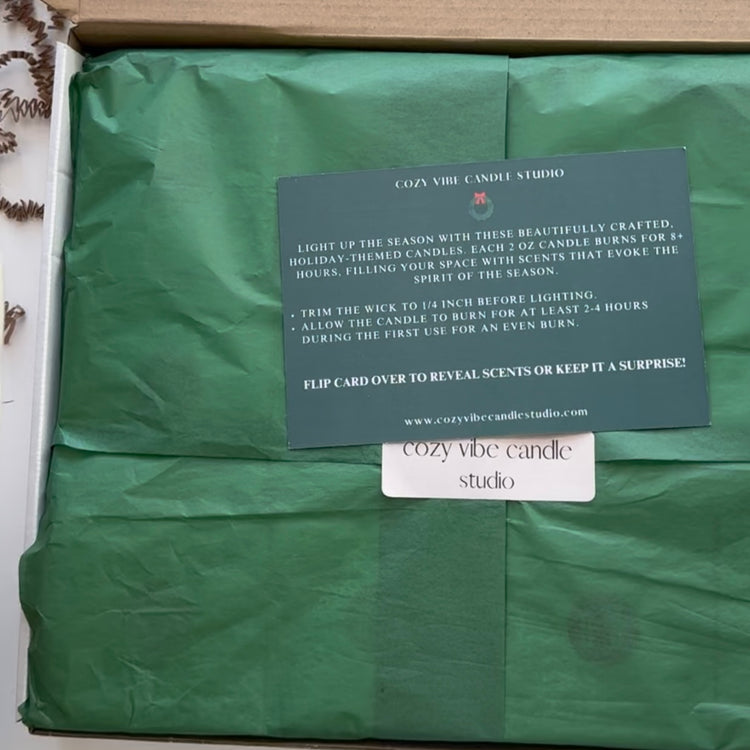 COZY VIBE CANDLE STUDIO
LIGHT UP THE SEASON WITH THESE BEAUTIFULLY CRAFTED,
HOLIDAY-THEMED CANDLES. EACH 2 OZ CANDLE BURNS FOR 8+
HOURS, FILLING YOUR SPACE WITH SCENTS THAT EVOKE THE
SPIRIT OF THE SEASON.
• TRIM THE WICK TO 1/4 INCH BEFORE LIGHTING.
• ALLOW THE CANDLE TO BURN FOR AT LEAST 2-4 HOURS
DURING THE FIRST USE FOR AN EVEN BURN.
FLIP CARD OVER TO REVEAL SCENTS OR KEEP IT A SURPRISE!
www.cozyvibecandlestudio.com
cozy vibe candle
studio